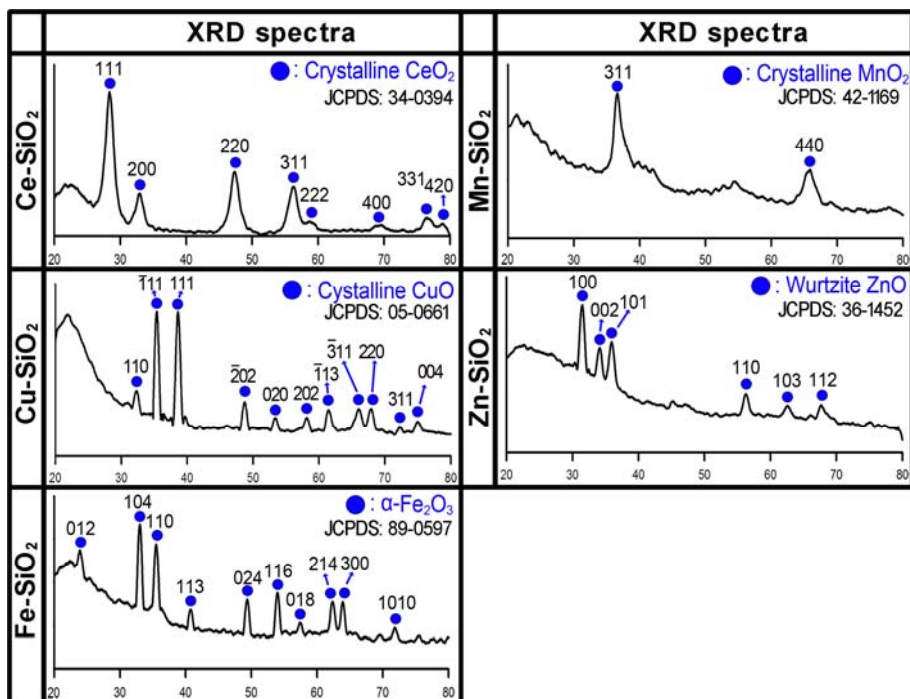 XRD spectra
XRD spectra
Ce-SiO₂
111
200
220
311
222
400
331
420
: Crystalline CeO₂
JCPDS: 34-0394
20 30 40 50 60 70 80
Mn-SiO₂
311
440
: Crystalline MnO₂
JCPDS: 42-1169
20 30 40 50 60 70 80
Cu-SiO₂
110
1̅11
111
2̅02
020
202
1̅13
3̅11
220
311
004
: Cystalline CuO
JCPDS: 05-0661
20 30 40 50 60 70 80
Zn-SiO₂
100
002
101
110
103
112
: Wurtzite ZnO
JCPDS: 36-1452
20 30 40 50 60 70 80
Fe-SiO₂
012
104
110
113
024
116
018
214
300
1010
: α-Fe₂O₃
JCPDS: 89-0597
20 30 40 50 60 70 80